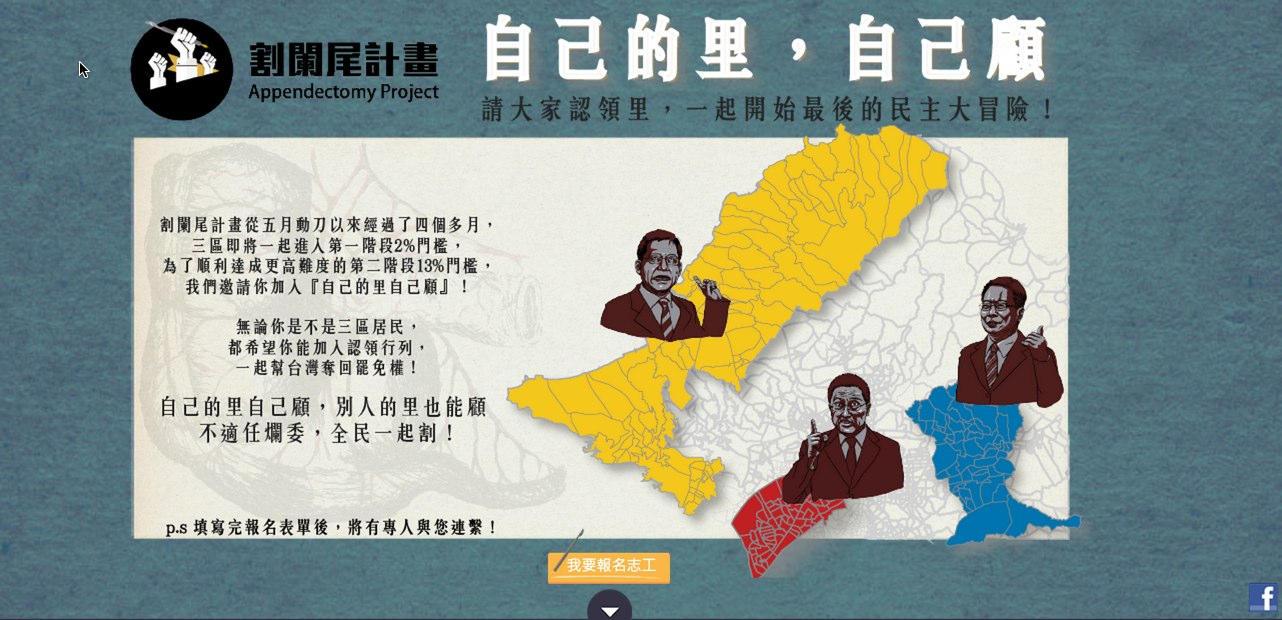 割闌尾計畫
Appendectomy Project
自己的里，自己顧
請大家認領里，一起開始最後的民主大冒險！
割闌尾計畫從五月動刀以來經過了四個多月，
三區即將一起進入第一階段2%門檻，
為了順利達成更高難度的第二階段13%門檻，
我們邀請你加入『自己的里自己顧』！
無論你是不是三區居民，
都希望你能加入認領行列，
一起幫台灣奪回罷免權！
自己的里自己顧，別人的里也能顧
不適任爛委，全民一起割！
p.s 填寫完報名表單後，將有專人與您連繫！
我要報名志工
f